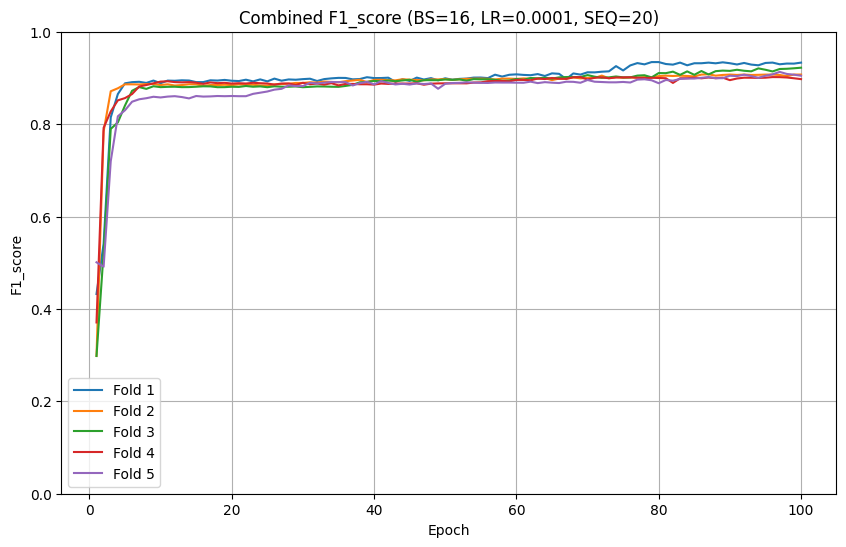 Combined F1_score (BS=16, LR=0.0001, SEQ=20)
F1_score
1.0
0.8
0.6
0.4
0.2
0.0
Fold 1
Fold 2
Fold 3
Fold 4
Fold 5
0 20 40 60 80 100
Epoch